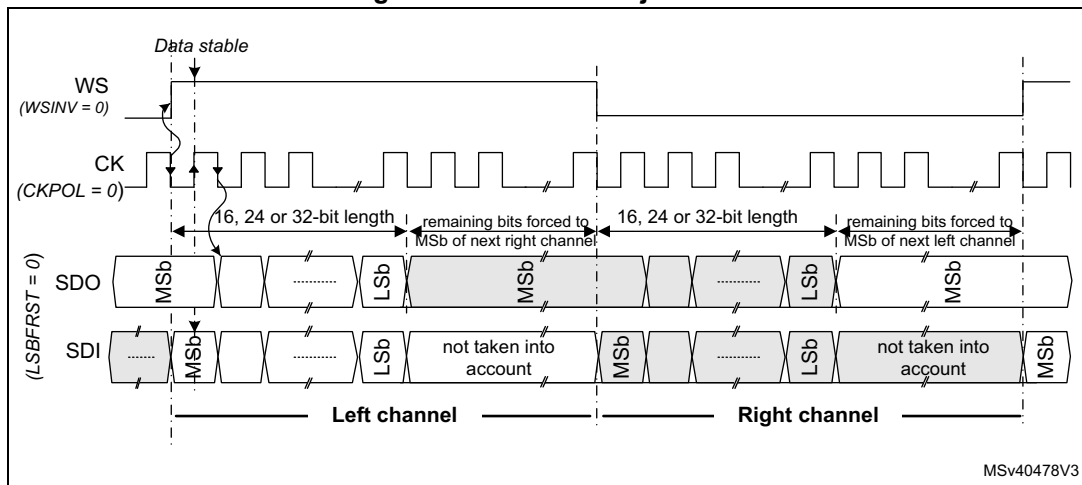 Data stable
WS
(WSINV = 0)
CK
(CKPOL = 0)
16, 24 or 32-bit length
remaining bits forced to
MSb of next right channel
16, 24 or 32-bit length
remaining bits forced to
MSb of next left channel
(LSBFRST = 0)
SDO
MSb
LSb
MSb
LSb
MSb
SDI
MSb
LSb
not taken into
account
MSb
LSb
not taken into
account
MSb
Left channel
Right channel
MSv40478V3